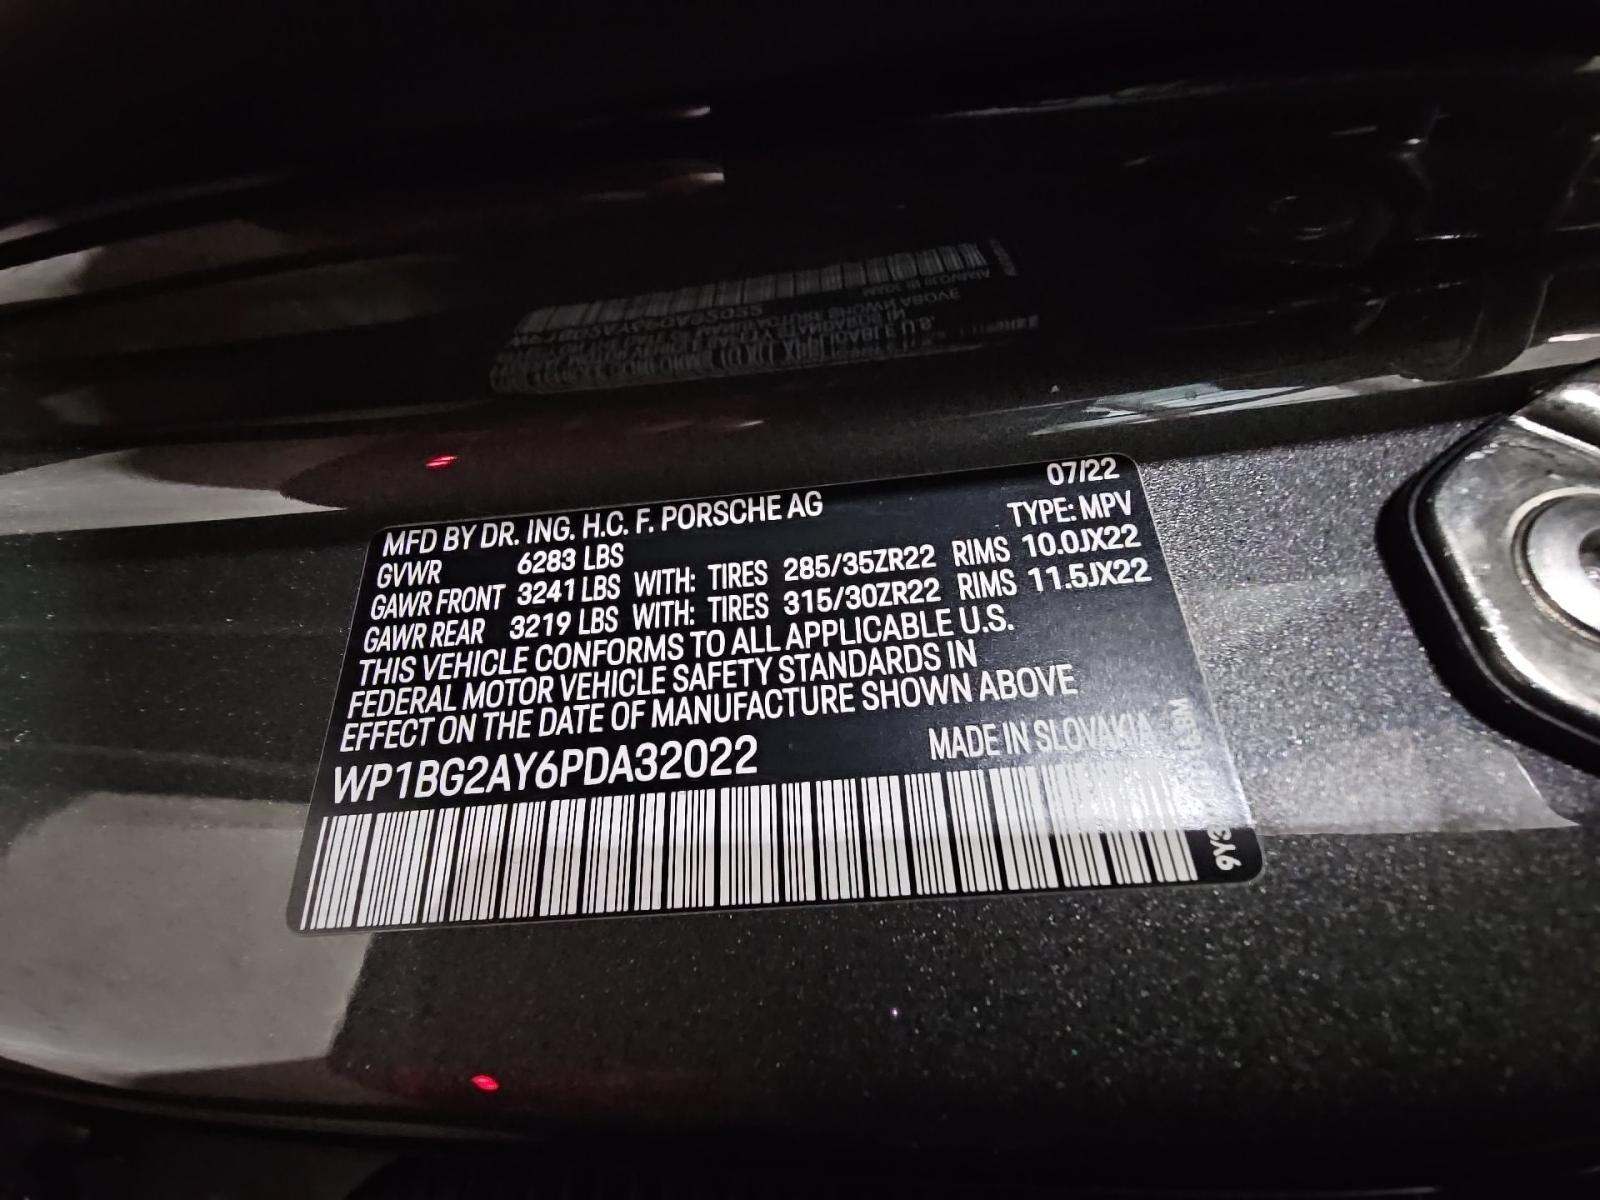 07/22
MFD BY DR. ING. H.C. F. PORSCHE AG
TYPE: MPV
GVWR 6283 LBS
GAWR FRONT 3241 LBS WITH: TIRES 285/35ZR22 RIMS 10.0JX22
GAWR REAR 3219 LBS WITH: TIRES 315/30ZR22 RIMS 11.5JX22
THIS VEHICLE CONFORMS TO ALL APPLICABLE U.S.
FEDERAL MOTOR VEHICLE SAFETY STANDARDS IN
EFFECT ON THE DATE OF MANUFACTURE SHOWN ABOVE
MADE IN SLOVAKIA
WP1BG2AY6PDA32022